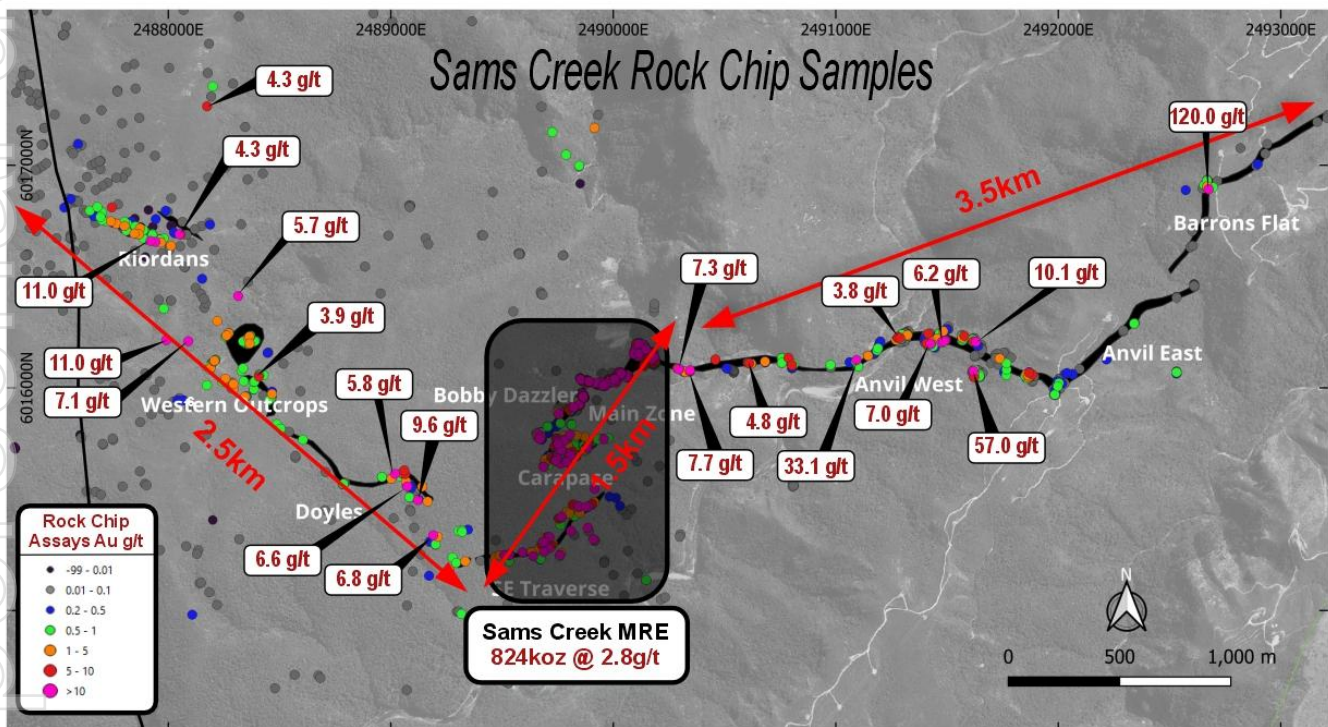 2488000E
2489000E
2490000E
2491000E
2492000E
2493000E
Sams Creek Rock Chip Samples
6017000N
6016000N
4.3 g/t
4.3 g/t
5.7 g/t
Riordans
11.0 g/t
3.9 g/t
11.0 g/t
7.1 g/t
Western Outcrops
2.5km
5.8 g/t
9.6 g/t
Doyles
6.6 g/t
6.8 g/t
Bobby Dazzler
Main Zone
Carapace
SE Traverse
.5km
3.5km
120.0 g/t
Barrons Flat
7.3 g/t
3.8 g/t
6.2 g/t
10.1 g/t
Anvil East
Anvil West
7.7 g/t
4.8 g/t
33.1 g/t
7.0 g/t
57.0 g/t
Sams Creek MRE
824koz @ 2.8g/t
Rock Chip
Assays Au g/t
-99 - 0.01
0.01 - 0.1
0.2 - 0.5
0.5 - 1
1 - 5
5 - 10
>10
N
0 500 1,000 m